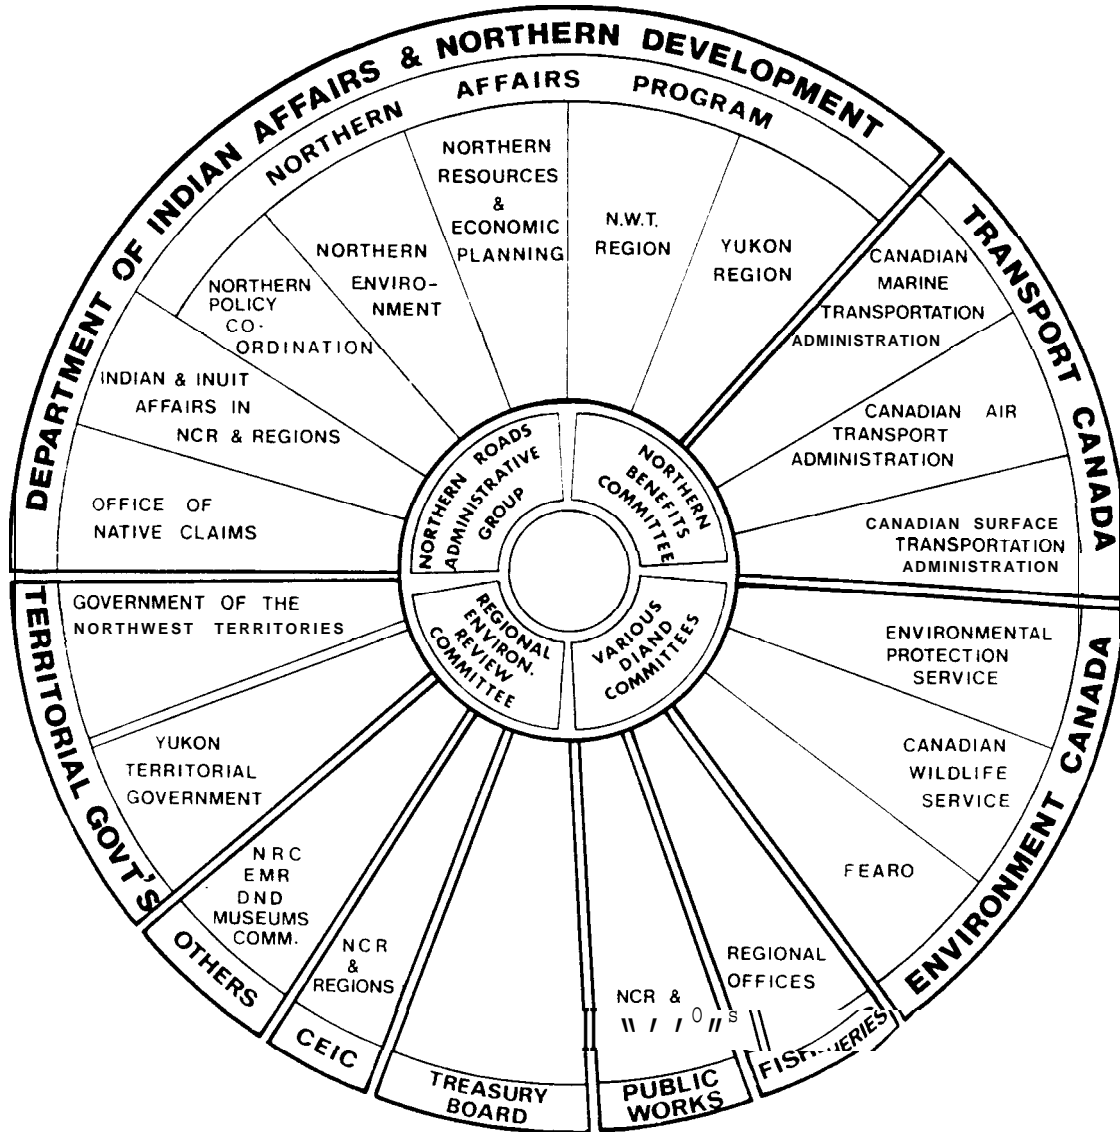 DEPARTMENT OF INDIAN AFFAIRS & NORTHERN DEVELOPMENT
NORTHERN AFFAIRS PROGRAM
OFFICE OF
NATIVE CLAIMS
INDIAN & INUIT
AFFAIRS IN
NCR & REGIONS
NORTHERN
POLICY
CO-
ORDINATION
NORTHERN
ENVIRO-
NMENT
NORTHERN
RESOURCES
&
ECONOMIC
PLANNING
N.W.T.
REGION
YUKON
REGION
TRANSPORT CANADA
CANADIAN
MARINE
TRANSPORTATION
ADMINISTRATION
CANADIAN AIR
TRANSPORT
ADMINISTRATION
CANADIAN SURFACE
TRANSPORTATION
ADMINISTRATION
ENVIRONMENT CANADA
ENVIRONMENTAL
PROTECTION
SERVICE
CANADIAN
WILDLIFE
SERVICE
FEARO
FISHERIES
REGIONAL
OFFICES
PUBLIC
WORKS
NCR &
TREASURY
BOARD
CEIC
NCR
&
REGIONS
OTHERS
NRC
EMR
DND
MUSEUMS
COMM.
TERRITORIAL GOVT'S
YUKON
TERRITORIAL
GOVERNMENT
GOVERNMENT OF THE
NORTHWEST TERRITORIES
NORTHERN ROADS
ADMINISTRATIVE
GROUP
NORTHERN
BENEFITS
COMMITTEE
REGIONAL
ENVIRON.
REVIEW
COMMITTEE
VARIOUS
DIAND
COMMITTEES